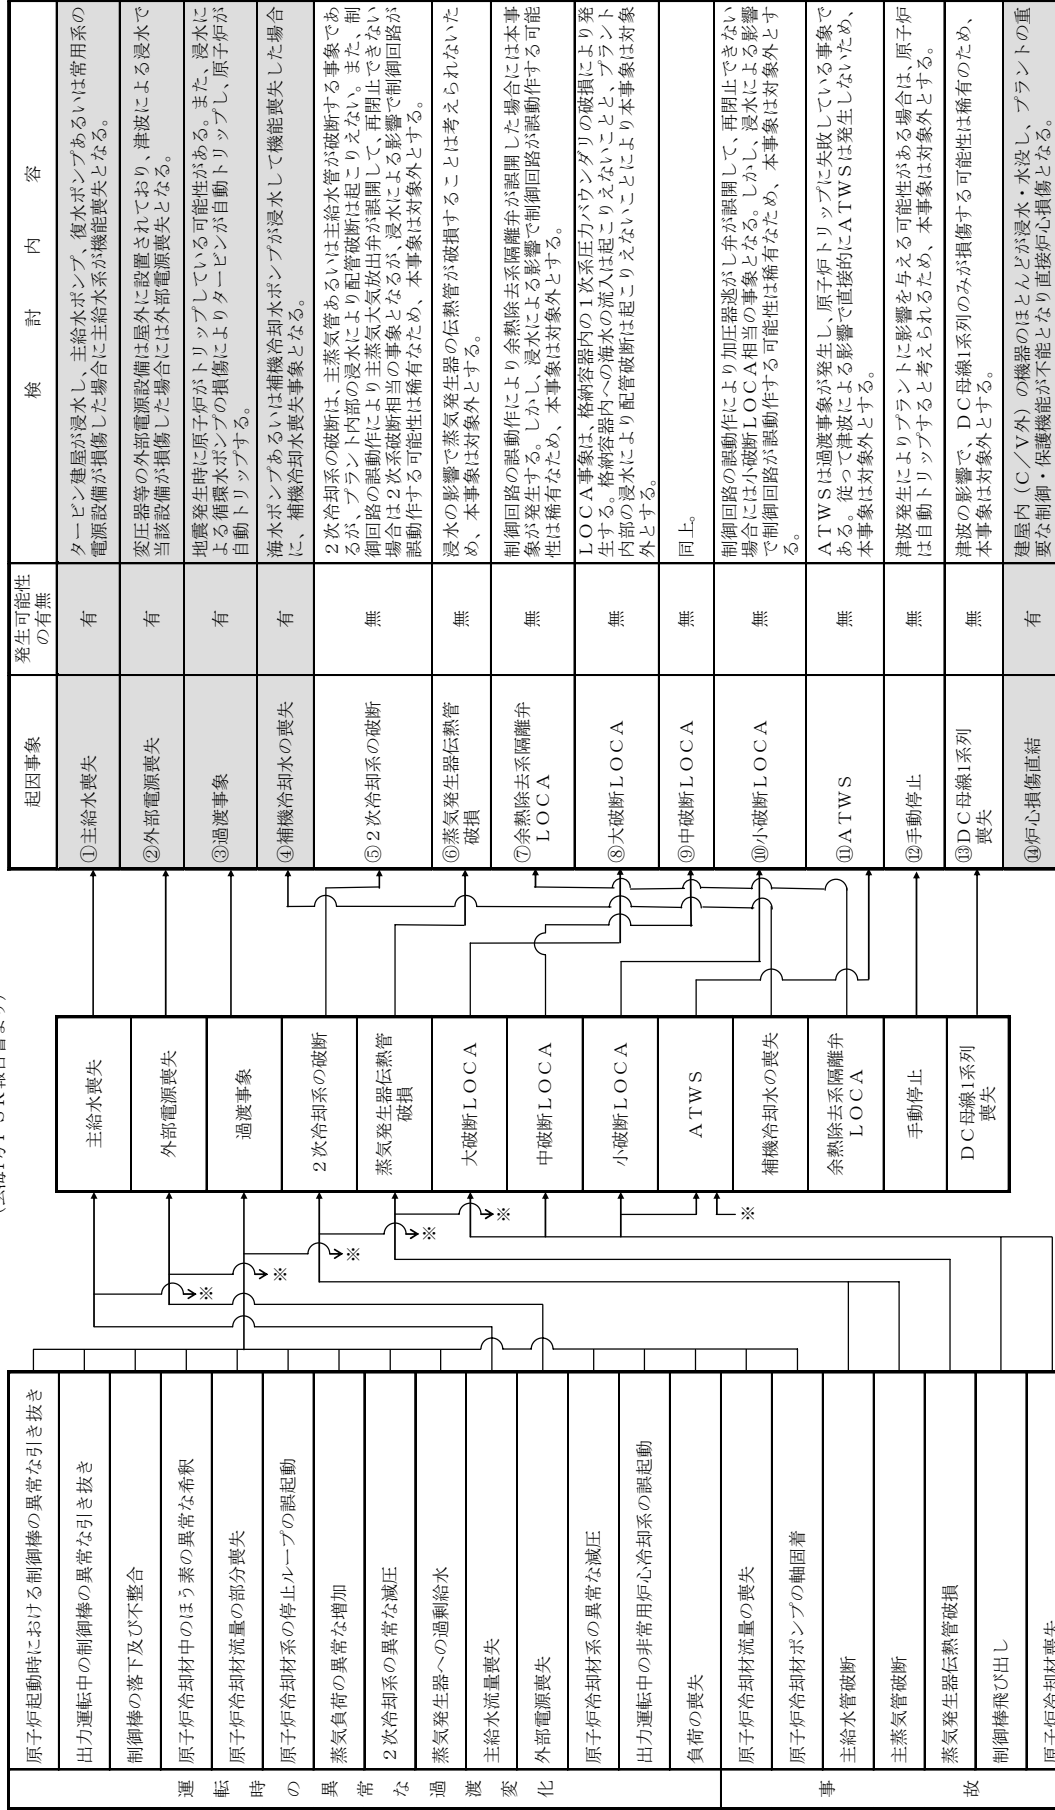 運転時の異常な過渡変化
原子炉起動時における制御棒の異常な引き抜き
出力運転中の制御棒の異常な引き抜き
制御棒の落下及び不整合
原子炉冷却材中のほう素の異常な希釈
原子炉冷却材流量の部分喪失
原子炉冷却材系の停止ループの誤起動
蒸気負荷の異常な増加
2次冷却系の異常な減圧
蒸気発生器への過剰給水
主給水流量喪失
外部電源喪失
原子炉冷却材系の異常な減圧
出力運転中の非常用炉心冷却系の誤起動
負荷の喪失
事故
原子炉冷却材流量の喪失
原子炉冷却材ポンプの軸固着
主給水管破断
主蒸気管破断
蒸気発生器伝熱管破損
制御棒飛び出し
原子炉冷却材喪失
※
※
※
※
※
※
主給水喪失
外部電源喪失
過渡事象
2次冷却系の破断
蒸気発生器伝熱管
破損
大破断LOCA
中破断LOCA
小破断LOCA
ATWS
補機冷却水の喪失
余熱除去系隔離弁
LOCA
手動停止
DC母線1系列
喪失
起因事象
発生可能性
の有無
検討内容
①主給水喪失
有
タービン建屋が浸水し、主給水ポンプ、復水ポンプあるいは常用系の
電源設備が損傷した場合に主給水系が機能喪失となる。
②外部電源喪失
有
変圧器等の外部電源設備は屋外に設置されており、津波による浸水で
当該設備が損傷した場合には外部電源喪失となる。
③過渡事象
有
地震発生時に原子炉がトリップしている可能性がある。また、浸水に
よる循環水ポンプの損傷によりタービンが自動トリップし、原子炉が
自動トリップする。
④補機冷却水の喪失
有
海水ポンプあるいは補機冷却水ポンプが浸水して機能喪失した場合
に、補機冷却水喪失事象となる。
⑤2次冷却系の破断
無
2次冷却系の破断は、主蒸気管あるいは主給水管が破断する事象であ
るが、プラント内部の浸水により配管破断は起こりえない。また、制
御回路の誤動作により主蒸気大気放出弁が誤開して、再閉止できない
場合は2次系破断相当の事象となるが、浸水による影響で制御回路が
誤動作する可能性は稀有なため、本事象は対象外とする。
⑥蒸気発生器伝熱管
破損
無
浸水の影響で蒸気発生器の伝熱管が破損することは考えられないた
め、本事象は対象外とする。
⑦余熱除去系隔離弁
LOCA
無
制御回路の誤動作により余熱除去系隔離弁が誤開した場合には本事
象が発生する。しかし、浸水による影響で制御回路が誤動作する可能
性は稀有なため、本事象は対象外とする。
⑧大破断LOCA
無
LOCA事象は、格納容器内の1次系圧力バウンダリの破損により発
生する。格納容器内への海水の流入は起こりえないことと、プラント
内部の浸水により配管破断は起こりえないことにより本事象は対象
外とする。
⑨中破断LOCA
無
同上。
⑩小破断LOCA
無
制御回路の誤動作により加圧器逃がし弁が誤開して、再閉止できない
場合には小破断LOCA相当の事象となる。しかし、浸水による影響
で制御回路が誤動作する可能性は稀有なため、本事象は対象外とす
る。
⑪ATWS
無
ATWSは過渡事象が発生し、原子炉トリップに失敗している事象で
ある。従って津波による影響で直接的にATWSは発生しないため、
本事象は対象外とする。
⑫手動停止
無
津波発生によりプラントに影響を与える可能性がある場合は、原子炉
は自動トリップすると考えられるため、本事象は対象外とする。
⑬DC母線1系列
喪失
無
津波の影響で、DC母線1系列のみが損傷する可能性は稀有のため、
本事象は対象外とする。
⑭炉心損傷直結
有
建屋内（C／V外）の機器のほとんどが浸水・水没し、プラントの重
要な制御・保護機能が不能となり直接炉心損傷となる。